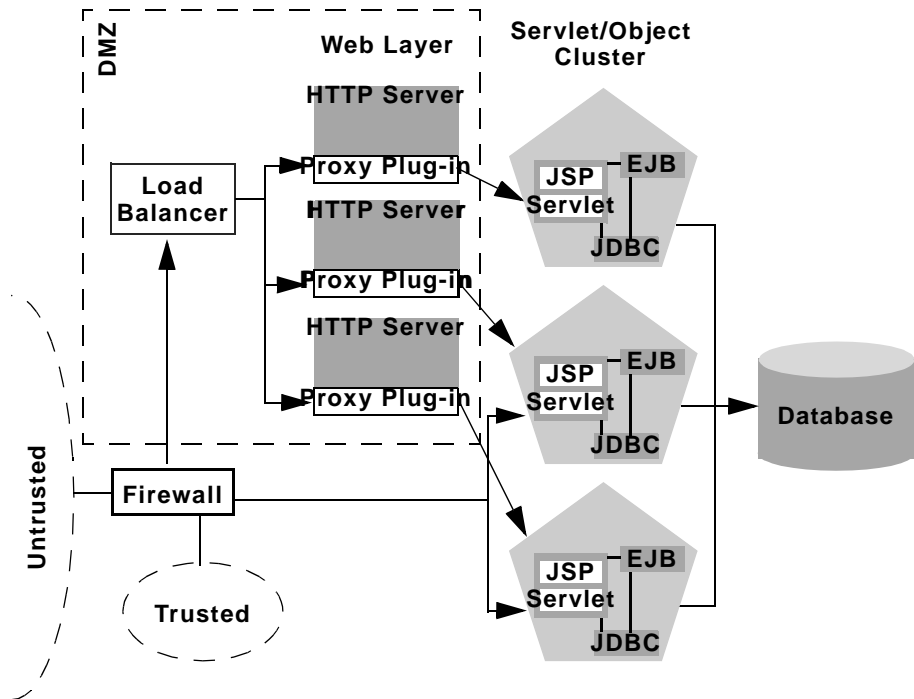 DMZ
Web Layer
Servlet/Object
Cluster
HTTP Server
Proxy Plug-in
HTTP Server
Proxy Plug-in
HTTP Server
Proxy Plug-in
Load
Balancer
JSP
Servlet
EJB
JDBC
JSP
Servlet
EJB
JDBC
JSP
Servlet
EJB
JDBC
Database
Untrusted
Firewall
Trusted